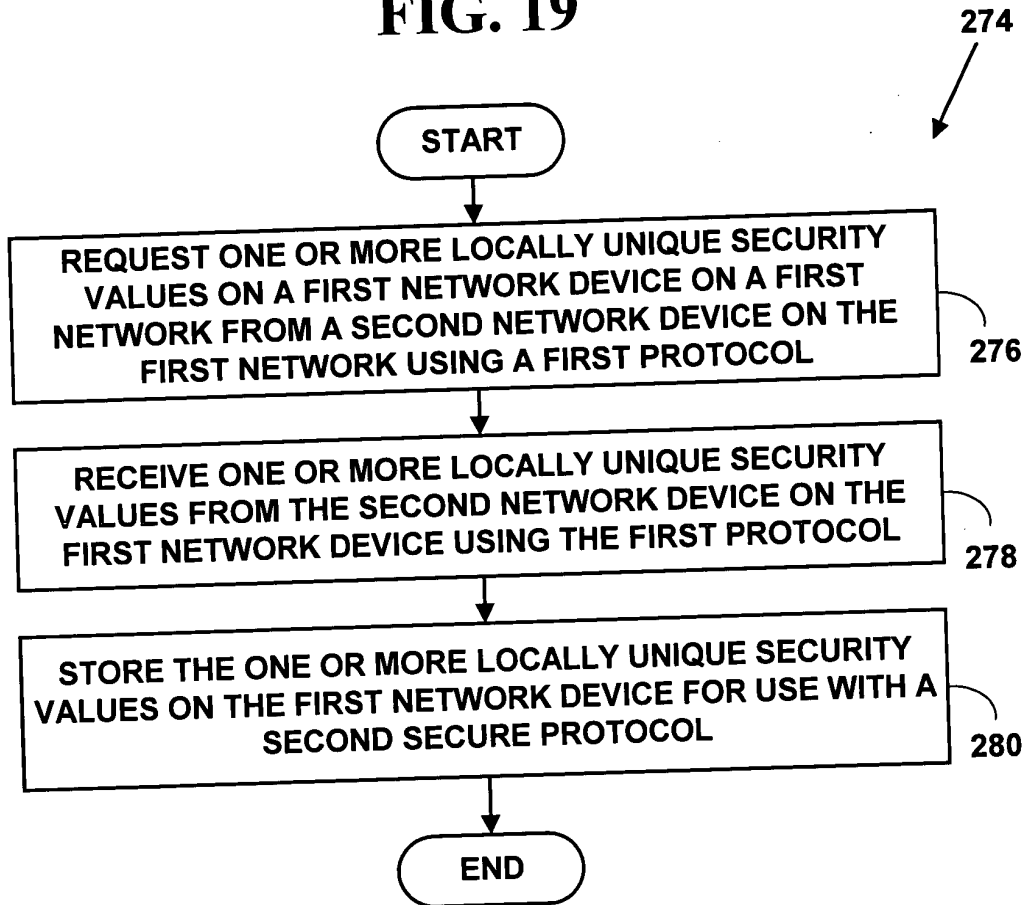 FIG. 19
274
START
REQUEST ONE OR MORE LOCALLY UNIQUE SECURITY
VALUES ON A FIRST NETWORK DEVICE ON A FIRST
NETWORK FROM A SECOND NETWORK DEVICE ON THE
FIRST NETWORK USING A FIRST PROTOCOL
276
RECEIVE ONE OR MORE LOCALLY UNIQUE SECURITY
VALUES FROM THE SECOND NETWORK DEVICE ON THE
FIRST NETWORK DEVICE USING THE FIRST PROTOCOL
278
STORE THE ONE OR MORE LOCALLY UNIQUE SECURITY
VALUES ON THE FIRST NETWORK DEVICE FOR USE WITH A
SECOND SECURE PROTOCOL
280
END